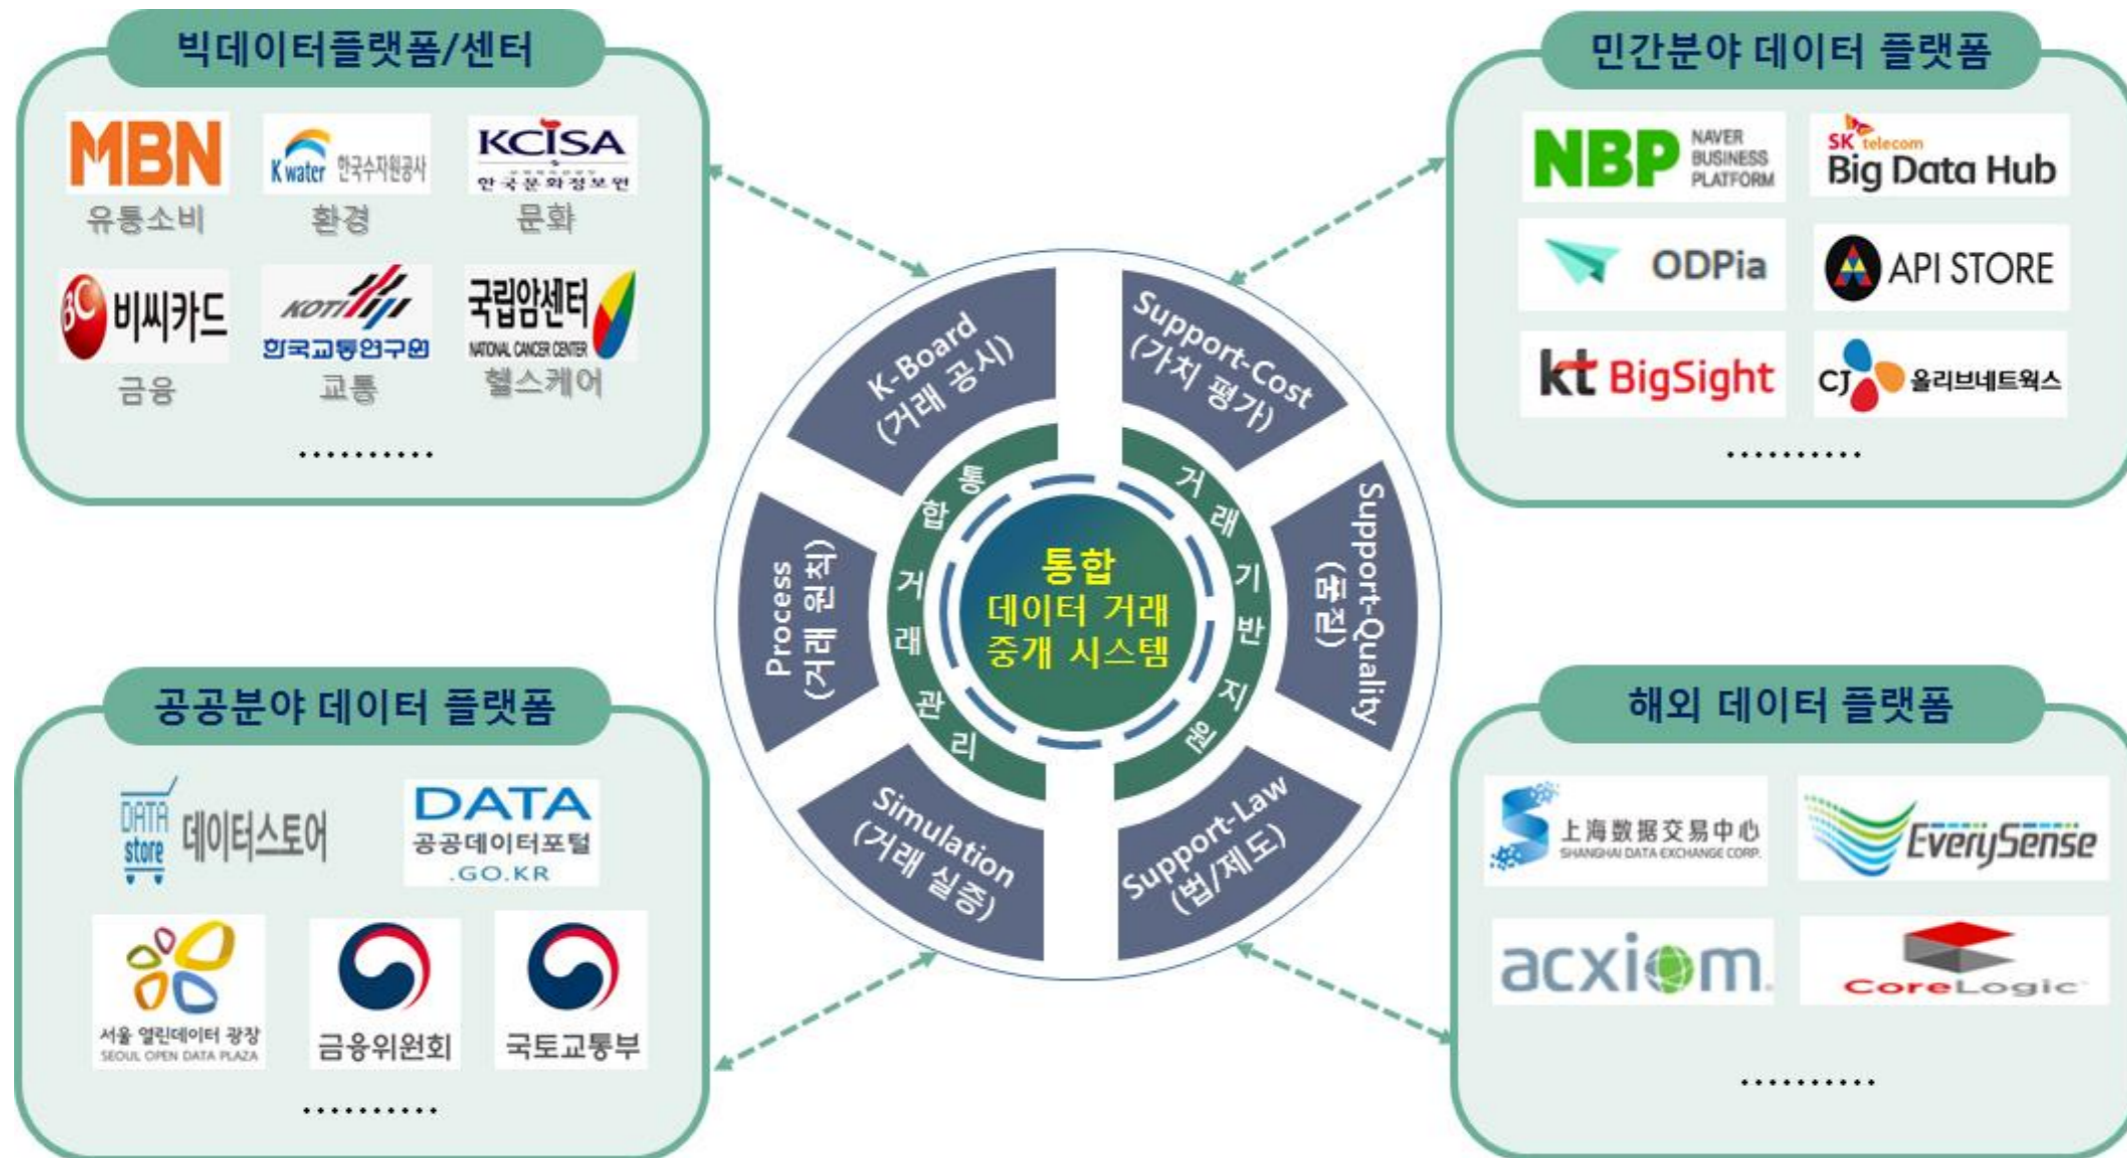 빅데이터플랫폼/센터
MBN
유통소비
K water 한국수자원공사
환경
KCISA
한국문화정보원
문화
BC 비씨카드
금융
KOTI
한국교통연구원
교통
국립암센터
NATIONAL CANCER CENTER
헬스케어
..........
민간분야 데이터 플랫폼
NBP NAVER
BUSINESS
PLATFORM
SK telecom
Big Data Hub
ODPia
API STORE
kt BigSight
CJ 올리브네트웍스
..........
K-Board
(거래 공시)
Support-Cost
(가치 평가)
Process
(거래 원칙)
Support-Quality
(품질)
Simulation
(거래 실증)
Support-Law
(법/제도)
통합거래관리
거래기반지원
통합
데이터 거래
중개 시스템
공공분야 데이터 플랫폼
DATA
store 데이터스토어
DATA
공공데이터포털
.GO.KR
서울 열린데이터 광장
SEOUL OPEN DATA PLAZA
금융위원회
국토교통부
..........
해외 데이터 플랫폼
上海数据交易中心
SHANGHAI DATA EXCHANGE CORP.
EverySense
acxiom
CoreLogic
..........